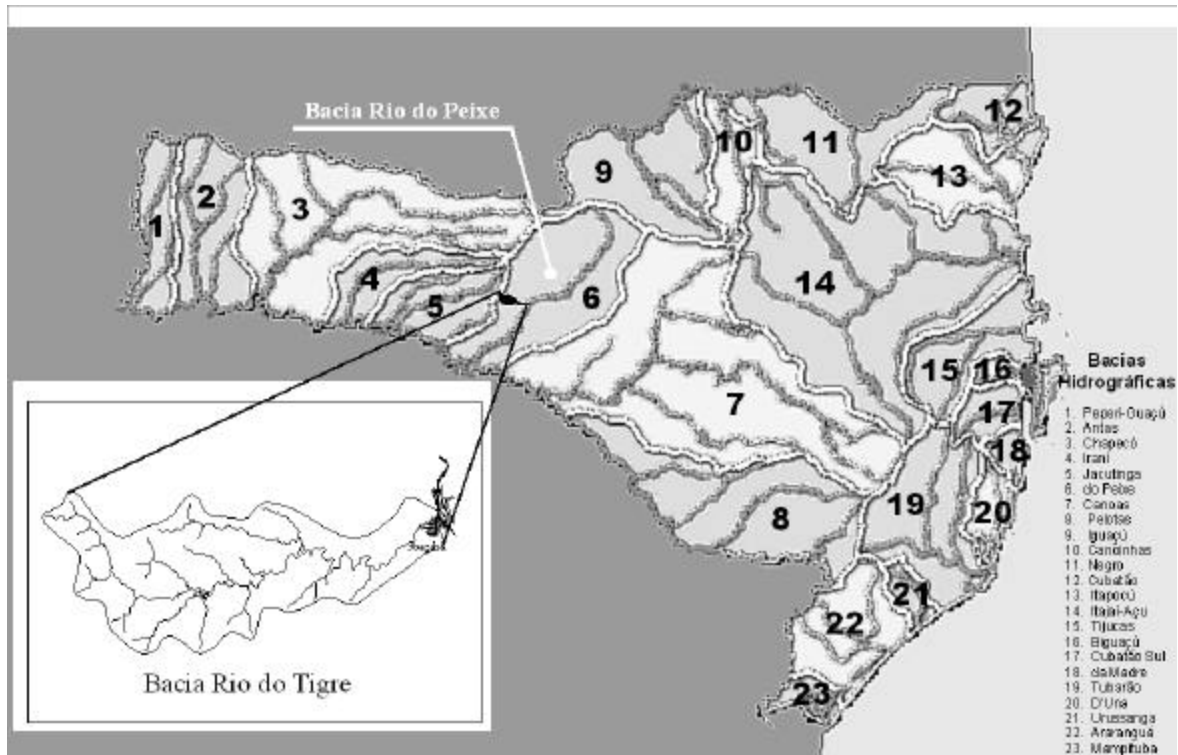 Bacia Rio do Peixe
1
2
3
4
5
6
7
8
9
10
11
12
13
14
15
16
17
18
19
20
21
22
23
Bacia Rio do Tigre
Bacias
Hidrográficas
1. Peperi-Guaçú
2. Antas
3. Chapecó
4. Irani
5. Jacutinga
6. do Peixe
7. Canoas
8. Pelotas
9. Iguaçú
10. Canoinhas
11. Negro
12. Cubatão
13. Itapocú
14. Itajaí-Açu
15. Tijucas
16. Biguaçú
17. Cubatão Sul
18. da Madre
19. Tubarão
20. D'Una
21. Urussanga
22. Araranguá
23. Mampituba